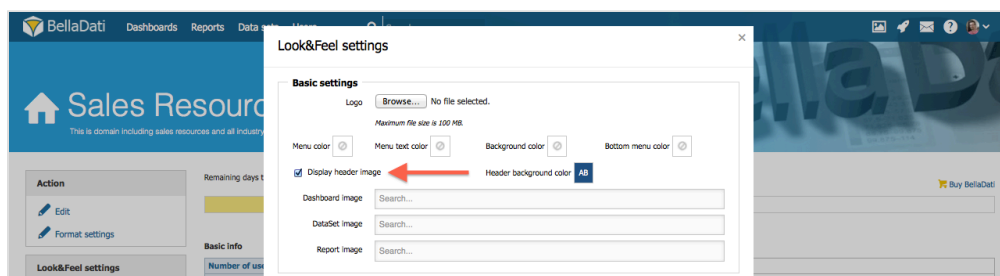 BellaDati Dashboards Reports Data
Look&Feel settings
×
Sales Resourc
This is domain including sales resources and all industry
Basic settings
Logo Browse... No file selected.
Maximum file size is 100 MB.
Menu color Menu text color Background color Bottom menu color
Display header image Header background color AB
Dashboard image Search...
DataSet image Search...
Report image Search...
Action
Edit
Format settings
Look&Feel settings
Remaining days t
Buy BellaDati
Basic info
Number of use